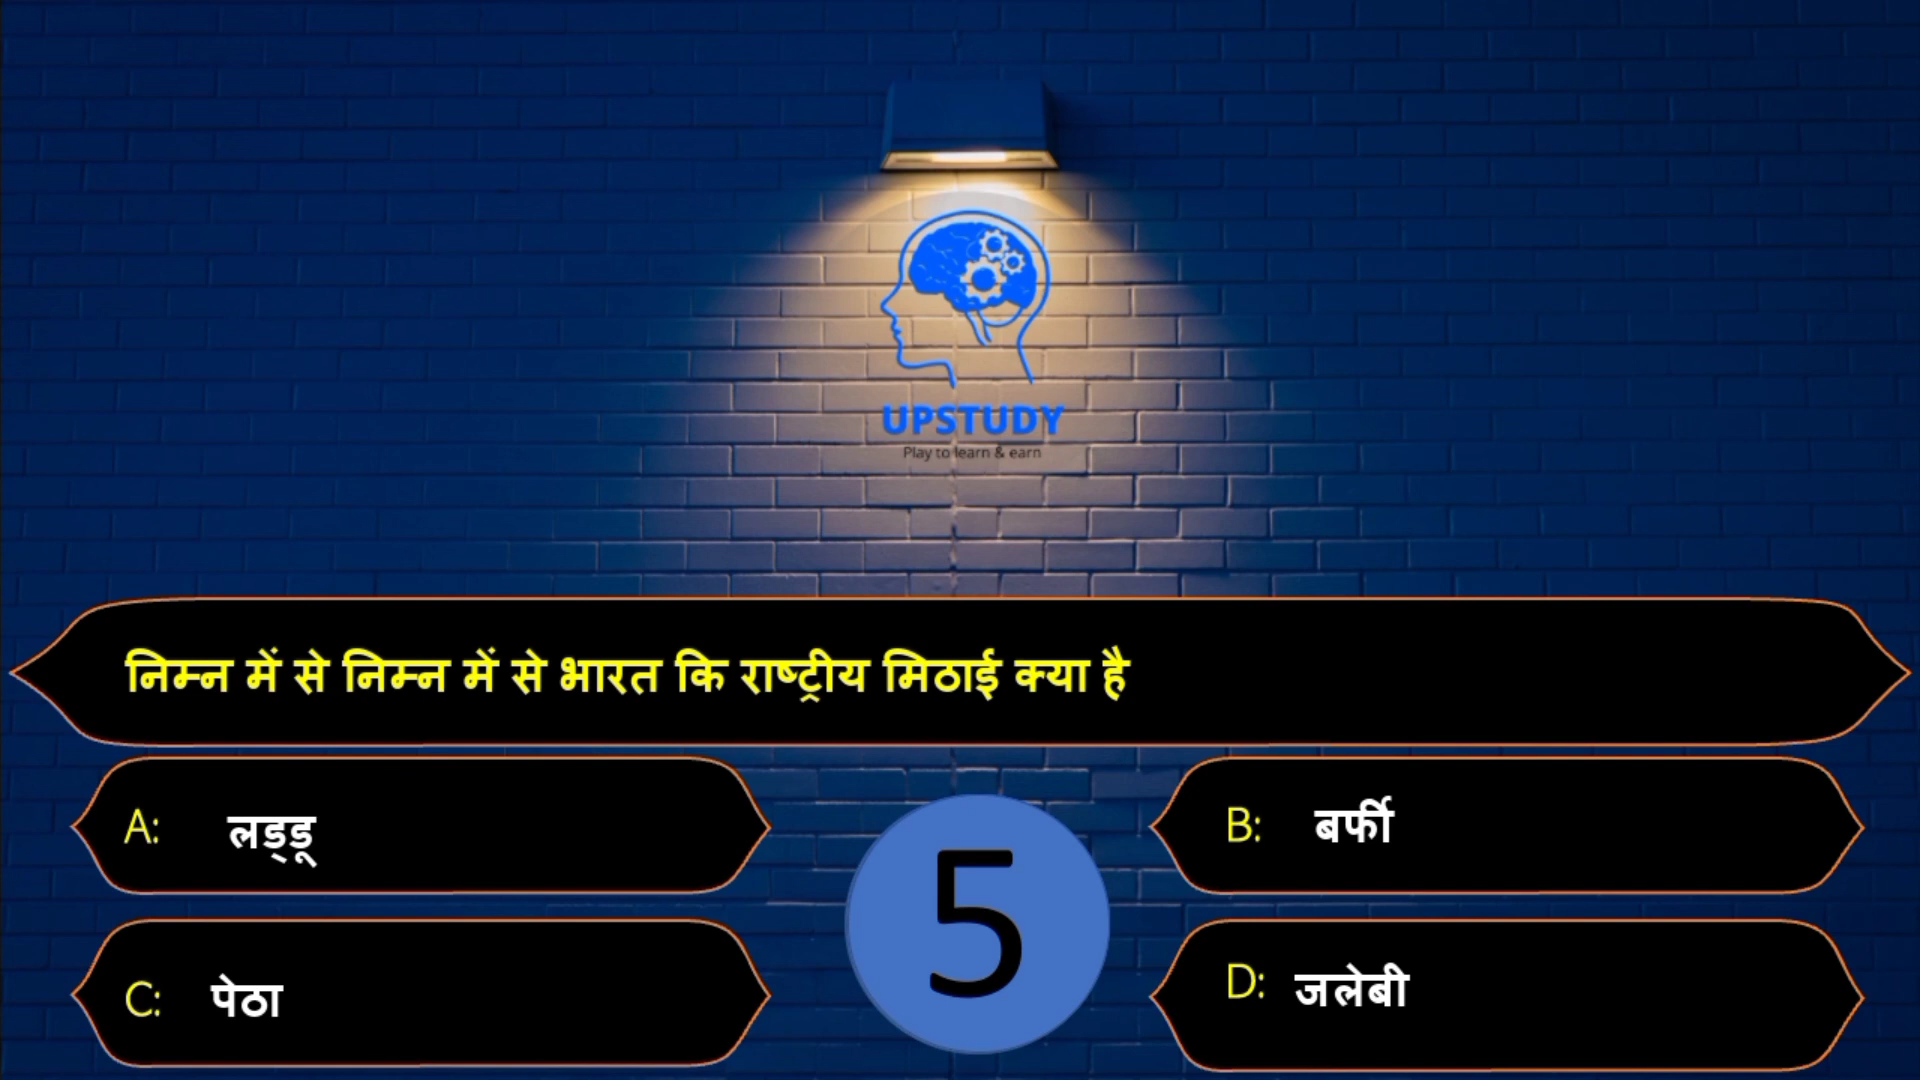 UPSTUDY
Play to learn & earn
निम्न में से निम्न में से भारत कि राष्ट्रीय मिठाई क्या है
A: लड्डू
B: बर्फी
5
C: पेठा
D: जलेबी